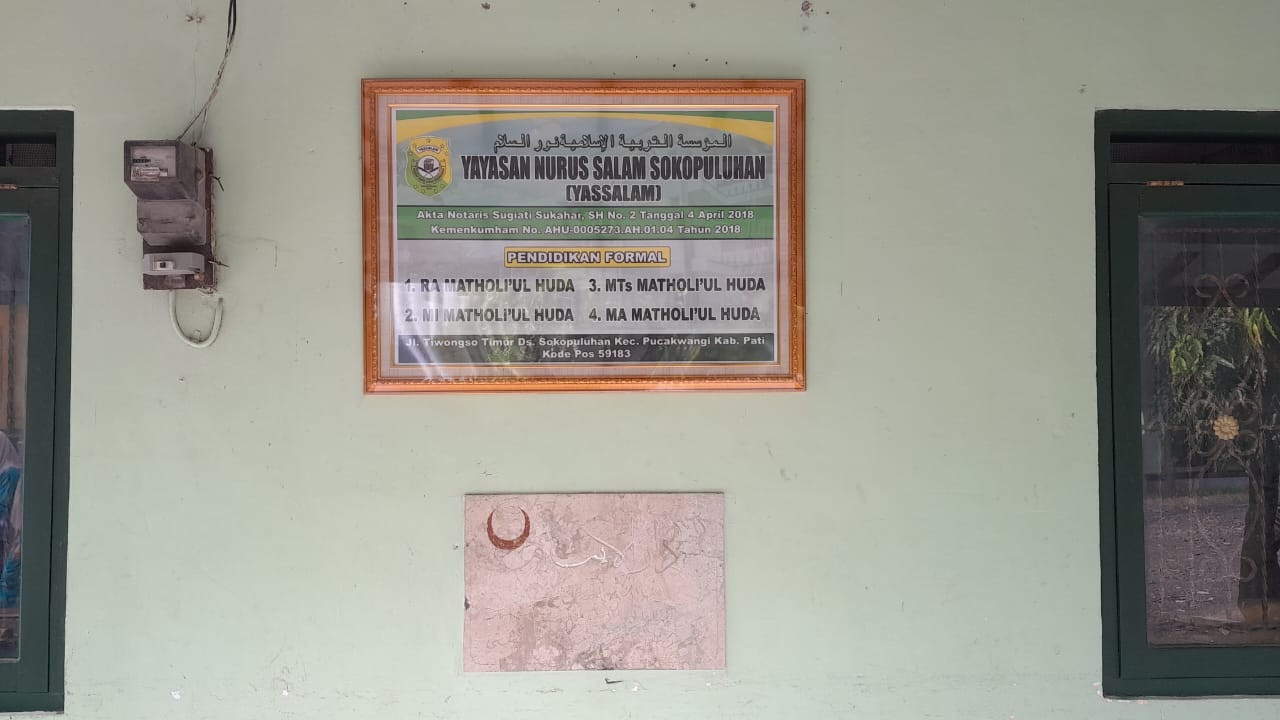 المؤسسة التربية الإسلامية نور السلام
YAYASAN NURUS SALAM SOKOPULUHAN
(YASSALAM)
Akta Notaris Sugiati Sukahar, SH No. 2 Tanggal 4 April 2018
Kemenkumham No. AHU-0005273.AH.01.04 Tahun 2018
PENDIDIKAN FORMAL
1. RA MATHOLI'UL HUDA 3. MTs MATHOLI'UL HUDA
2. MI MATHOLI'UL HUDA 4. MA MATHOLI'UL HUDA
Jl. Tiwongso Timur Ds. Sokopuluhan Kec. Pucakwangi Kab. Pati
Kode Pos 59183